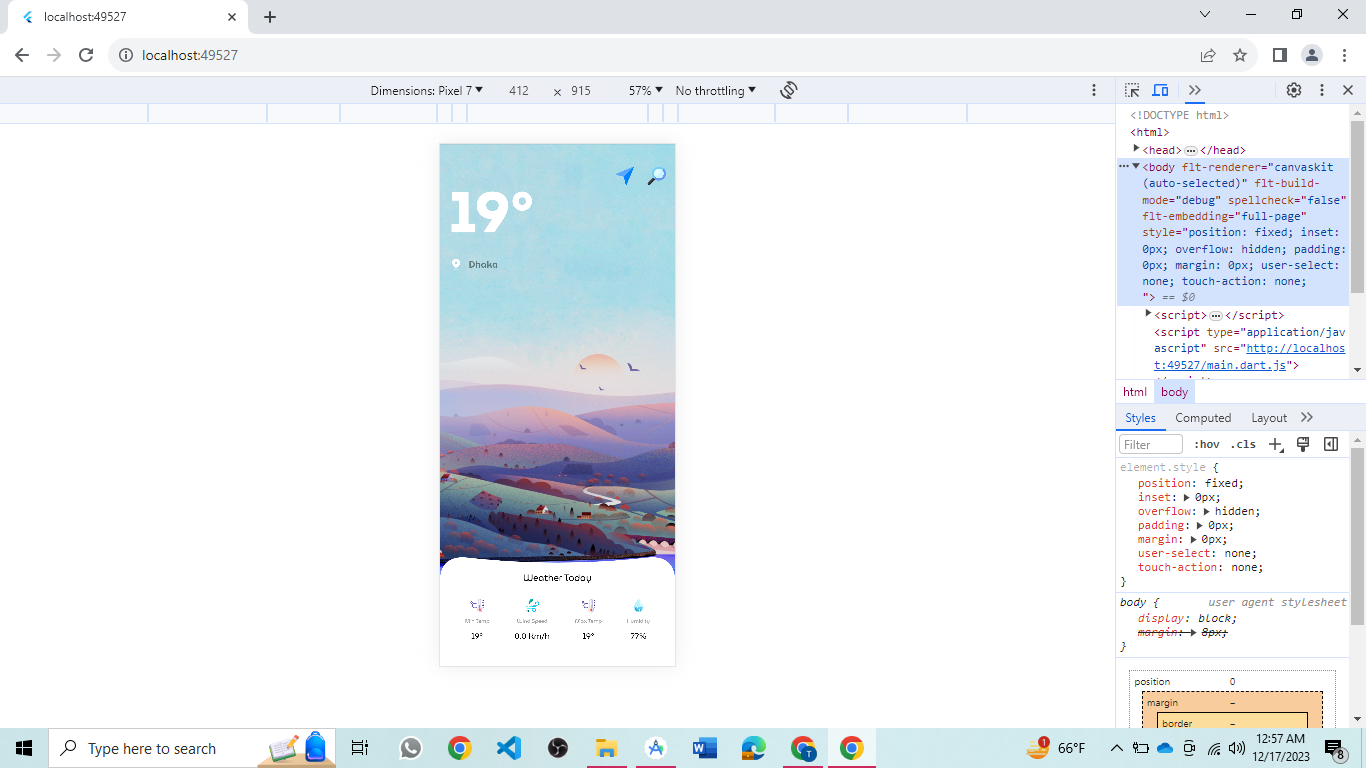 localhost:49527
localhost:49527
Dimensions: Pixel 7 412 × 915 57% No throttling
19°
Dhaka
Weather Today
Min Temp Wind Speed Max Temp Humidity
19° 0.0 km/h 19° 77%
<!DOCTYPE html>
<html>
<head> ••• </head>
••• <body flt-renderer="canvaskit
(auto-selected)" flt-build-
mode="debug" spellcheck="false"
flt-embedding="full-page"
style="position: fixed; inset:
0px; overflow: hidden; padding:
0px; margin: 0px; user-select:
none; touch-action: none;
"> == $0
<script> ••• </script>
<script type="application/jav
ascript" src="http://localhos
t:49527/main.dart.js">
html body
Styles Computed Layout
Filter :hov .cls
element.style {
position: fixed;
inset: 0px;
overflow: hidden;
padding: 0px;
margin: 0px;
user-select: none;
touch-action: none;
}
body { user agent stylesheet
display: block;
margin: 8px;
}
position 0
margin –
border –
Type here to search
1 66°F
12:57 AM
12/17/2023
8
T